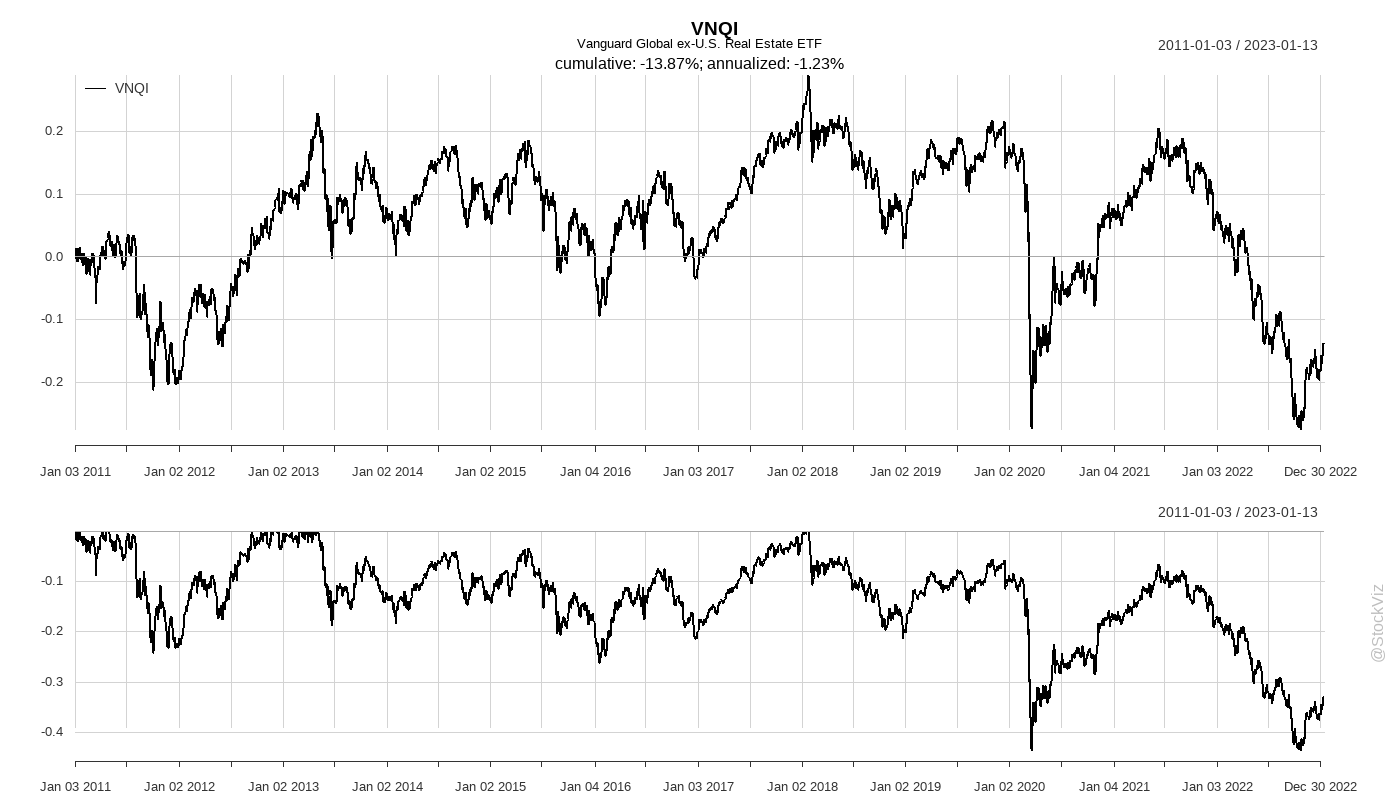 VNQI
Vanguard Global ex-U.S. Real Estate ETF
2011-01-03 / 2023-01-13
cumulative: -13.87%; annualized: -1.23%
VNQI
0.2
0.1
0.0
-0.1
-0.2
Jan 03 2011 Jan 02 2012 Jan 02 2013 Jan 02 2014 Jan 02 2015 Jan 04 2016 Jan 03 2017 Jan 02 2018 Jan 02 2019 Jan 02 2020 Jan 04 2021 Jan 03 2022 Dec 30 2022
2011-01-03 / 2023-01-13
-0.1
-0.2
-0.3
-0.4
Jan 03 2011 Jan 02 2012 Jan 02 2013 Jan 02 2014 Jan 02 2015 Jan 04 2016 Jan 03 2017 Jan 02 2018 Jan 02 2019 Jan 02 2020 Jan 04 2021 Jan 03 2022 Dec 30 2022
@StockViz